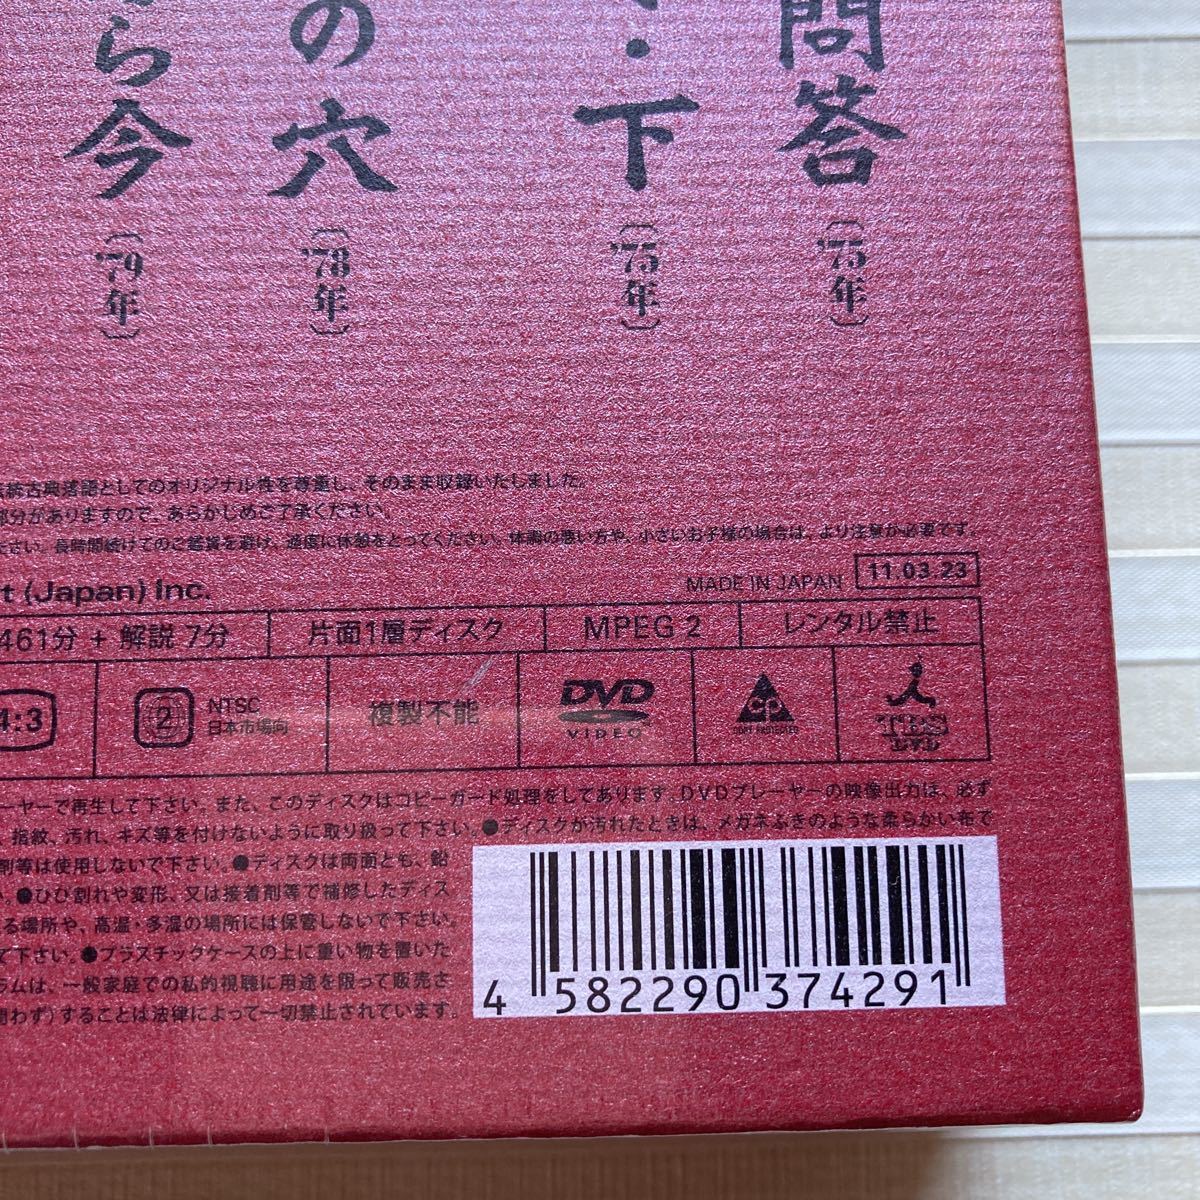 問答
('75年)
・下
('75年)
の穴
('78年)
ら今
('79年)
統古典落語としてのオリジナル性を尊重し、そのまま収録いたしました。
部分がありますので、あらかじめご了承ください。
ださい。長時間続けてのご鑑賞を避け、適度に休憩をとってください。体調の悪い方や、小さいお子様の場合は、より注意が必要です。
t (Japan) Inc.
MADE IN JAPAN
11.03.23
461分 + 解説 7分
片面1層ディスク
MPEG 2
レンタル禁止
4:3
2
NTSC
日本市場向
複製不能
DVD
VIDEO
CP
COPY PROTECTED
TBS
DVD
ーヤーで再生して下さい。また、このディスクはコピーガード処理をしてあります。DVDプレーヤーの映像出力は、必ず
、指紋、汚れ、キズ等を付けないように取り扱って下さい。●ディスクが汚れたときは、メガネふきのような柔らかい布で
剤等は使用しないで下さい。●ディスクは両面とも、鉛
い。●ひび割れや変形、又は接着剤等で補修したディス
る場所や、高温・多湿の場所には保管しないで下さい。
て下さい。●プラスチックケースの上に重い物を置いた
ラムは、一般家庭での私的視聴に用途を限って販売さ
問わず)することは法律によって一切禁止されています。
4 582290 374291